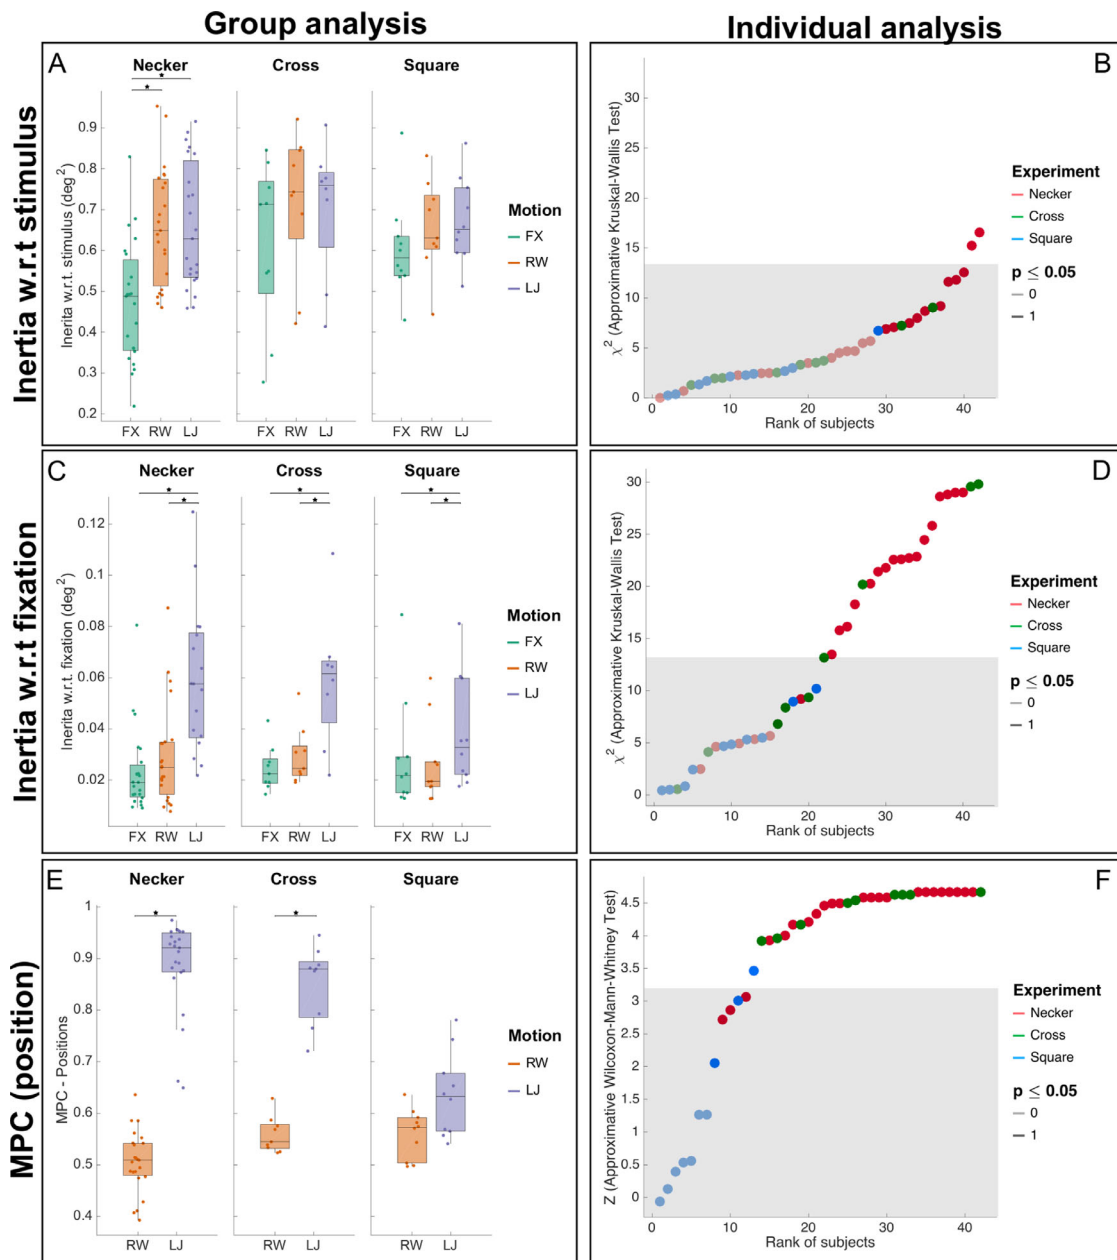 Group analysis
Individual analysis
Inertia w.r.t stimulus
A
Necker
Cross
Square
*
*
Inerita w.r.t. stimulus (deg 2)
0.9
0.8
0.7
0.6
0.5
0.4
0.3
0.2
FX RW LJ
FX RW LJ
FX RW LJ
Motion
FX
RW
LJ
B
χ2 (Approximative Kruskal-Wallis Test)
30
25
20
15
10
5
0
0 10 20 30 40
Rank of subjects
Experiment
Necker
Cross
Square
p ≤ 0.05
0
1
Inertia w.r.t fixation
C
Necker
Cross
Square
*
*
*
*
*
*
Inerita w.r.t. fixation (deg 2)
0.12
0.1
0.08
0.06
0.04
0.02
FX RW LJ
FX RW LJ
FX RW LJ
Motion
FX
RW
LJ
D
χ2 (Approximative Kruskal-Wallis Test)
30
25
20
15
10
5
0
0 10 20 30 40
Rank of subjects
Experiment
Necker
Cross
Square
p ≤ 0.05
0
1
MPC (position)
E
Necker
Cross
Square
*
*
MPC - Positions
1
0.9
0.8
0.7
0.6
0.5
0.4
RW LJ
RW LJ
RW LJ
Motion
RW
LJ
F
Z (Approximative Wilcoxon-Mann-Whitney Test)
4.5
4
3.5
3
2.5
2
1.5
1
0.5
0
0 10 20 30 40
Rank of subjects
Experiment
Necker
Cross
Square
p ≤ 0.05
0
1